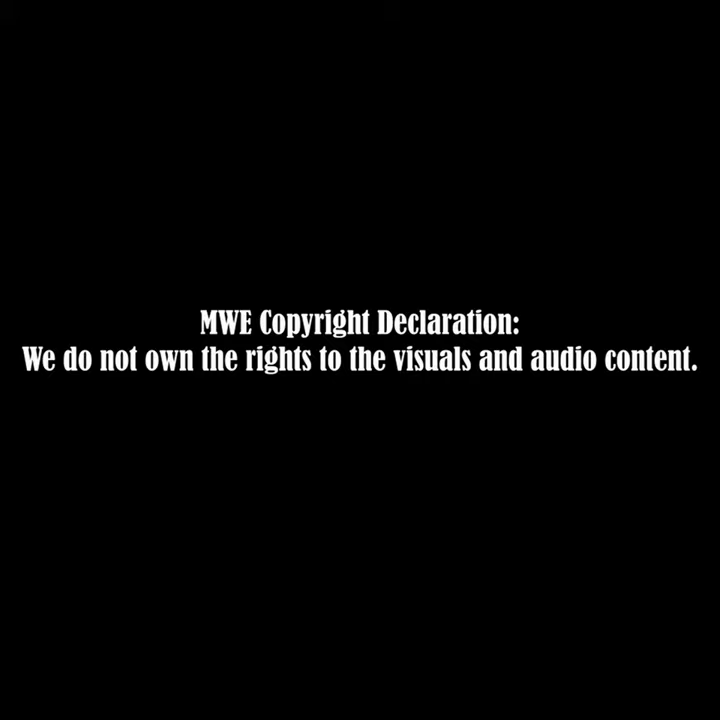 MWE Copyright Declaration:
We do not own the rights to the visuals and audio content.